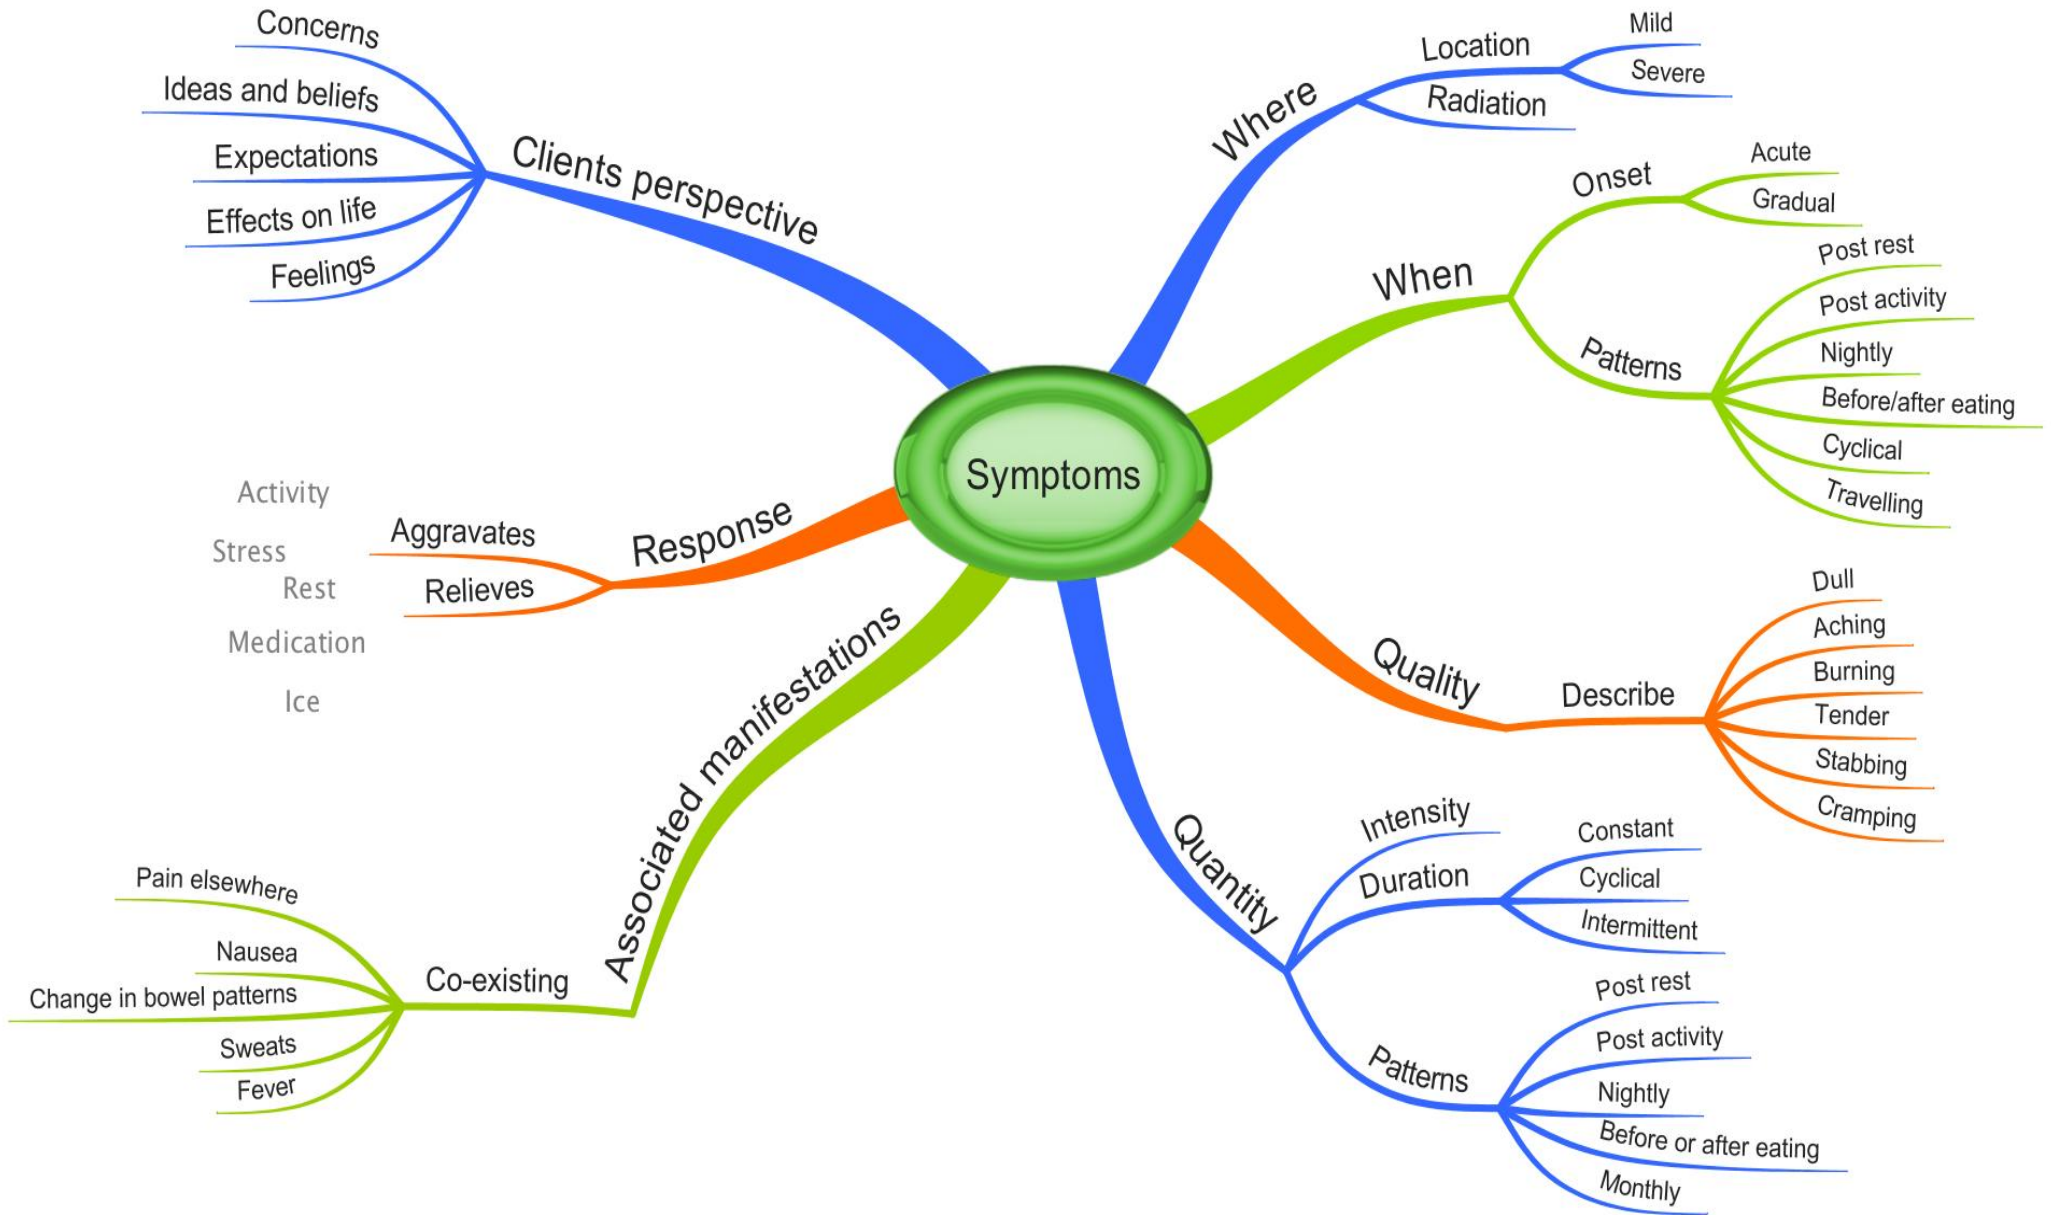 Symptoms
Where
Location
Mild
Severe
Radiation
When
Onset
Acute
Gradual
Patterns
Post rest
Post activity
Nightly
Before/after eating
Cyclical
Travelling
Quality
Describe
Dull
Aching
Burning
Tender
Stabbing
Cramping
Quantity
Intensity
Duration
Constant
Cyclical
Intermittent
Patterns
Post rest
Post activity
Nightly
Before or after eating
Monthly
Associated manifestations
Co-existing
Pain elsewhere
Nausea
Change in bowel patterns
Sweats
Fever
Response
Aggravates
Relieves
Activity
Stress
Rest
Medication
Ice
Clients perspective
Concerns
Ideas and beliefs
Expectations
Effects on life
Feelings